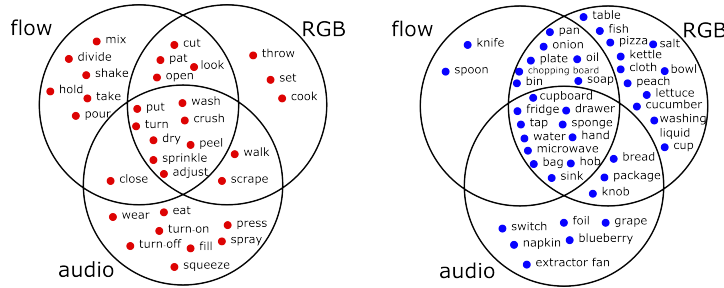 flow
RGB
mix
divide
shake
hold
take
pour
cut
pat
look
open
throw
set
cook
put
wash
turn
crush
dry
peel
sprinkle
adjust
walk
close
scrape
wear
eat
turn-on
press
turn-off
fill
spray
squeeze
audio
flow
RGB
knife
spoon
table
pan
fish
onion
pizza
salt
plate
oil
kettle
chopping board
cloth
bowl
bin
soap
peach
cupboard
lettuce
fridge
drawer
cucumber
tap
sponge
washing
liquid
water
hand
cup
microwave
bag
hob
bread
sink
package
knob
switch
foil
grape
napkin
blueberry
extractor fan
audio